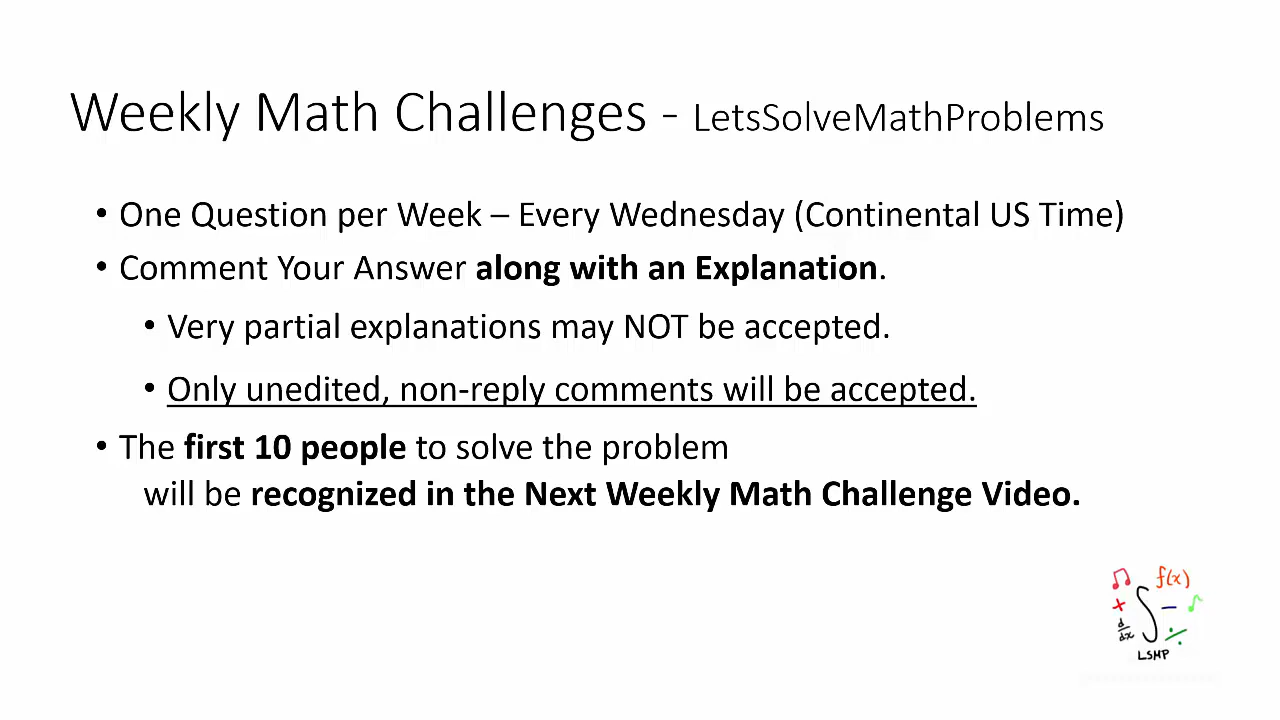 Weekly Math Challenges - LetsSolveMathProblems
• One Question per Week – Every Wednesday (Continental US Time)
• Comment Your Answer along with an Explanation.
• Very partial explanations may NOT be accepted.
• Only unedited, non-reply comments will be accepted.
• The first 10 people to solve the problem
will be recognized in the Next Weekly Math Challenge Video.
f(x)
+ ∫ −
d/dx ÷
LSMP